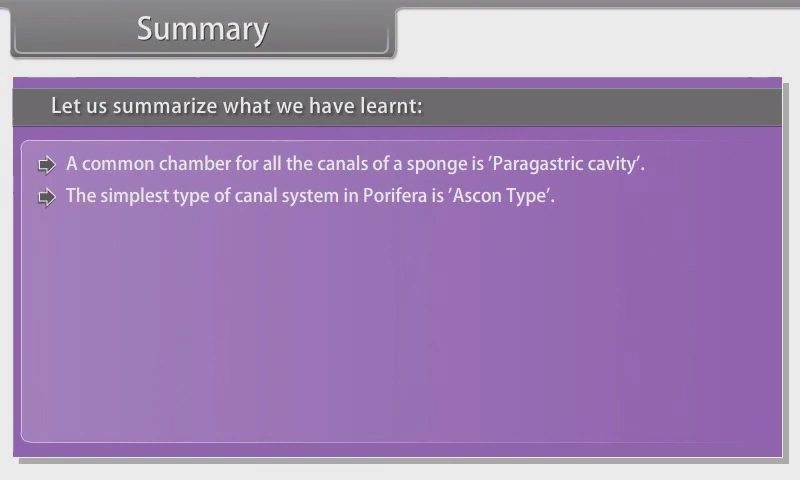 Summary
Let us summarize what we have learnt:
A common chamber for all the canals of a sponge is ’Paragastric cavity’.
The simplest type of canal system in Porifera is ’Ascon Type’.